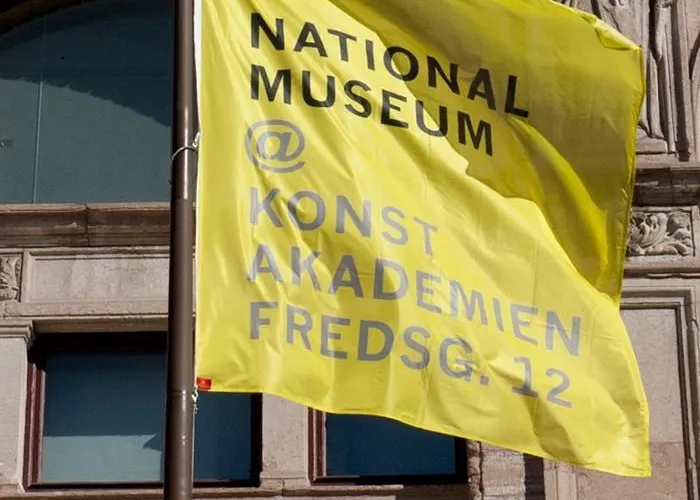 NATIONAL
MUSEUM
@
KONST
AKADEMIEN
FREDSG. 12